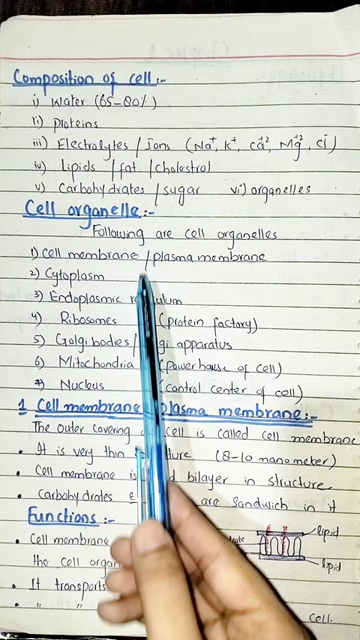 Composition of cell:-
i) Water (65-80%)
ii) Proteins
iii) Electrolytes / Ions (Na⁺, K⁺, Ca⁺², Mg⁺², Cl⁻)
iv) Lipids / fat / cholestrol
v) Carbohydrates / sugar vi) organelles
Cell organelle:-
Following are cell organelles
1) Cell membrane / plasma membrane
2) Cytoplasm
3) Endoplasmic
4) Ribosomes (protein factory)
5) Golgi bodies / apparatus
6) Mitochondria (powerhouse of cell)
7) Nucleus (control center of cell)
1 Cell membrane plasma membrane:-
The outer covering cell is called cell membrane
• It is very thin (8-10 nanometer)
• Cell membrane is bilayer in structure.
• Carbohydrates are sandwich in it
Functions:-
• Cell membrane
lipid
the cell
lipid
• It transports
• " " cell.